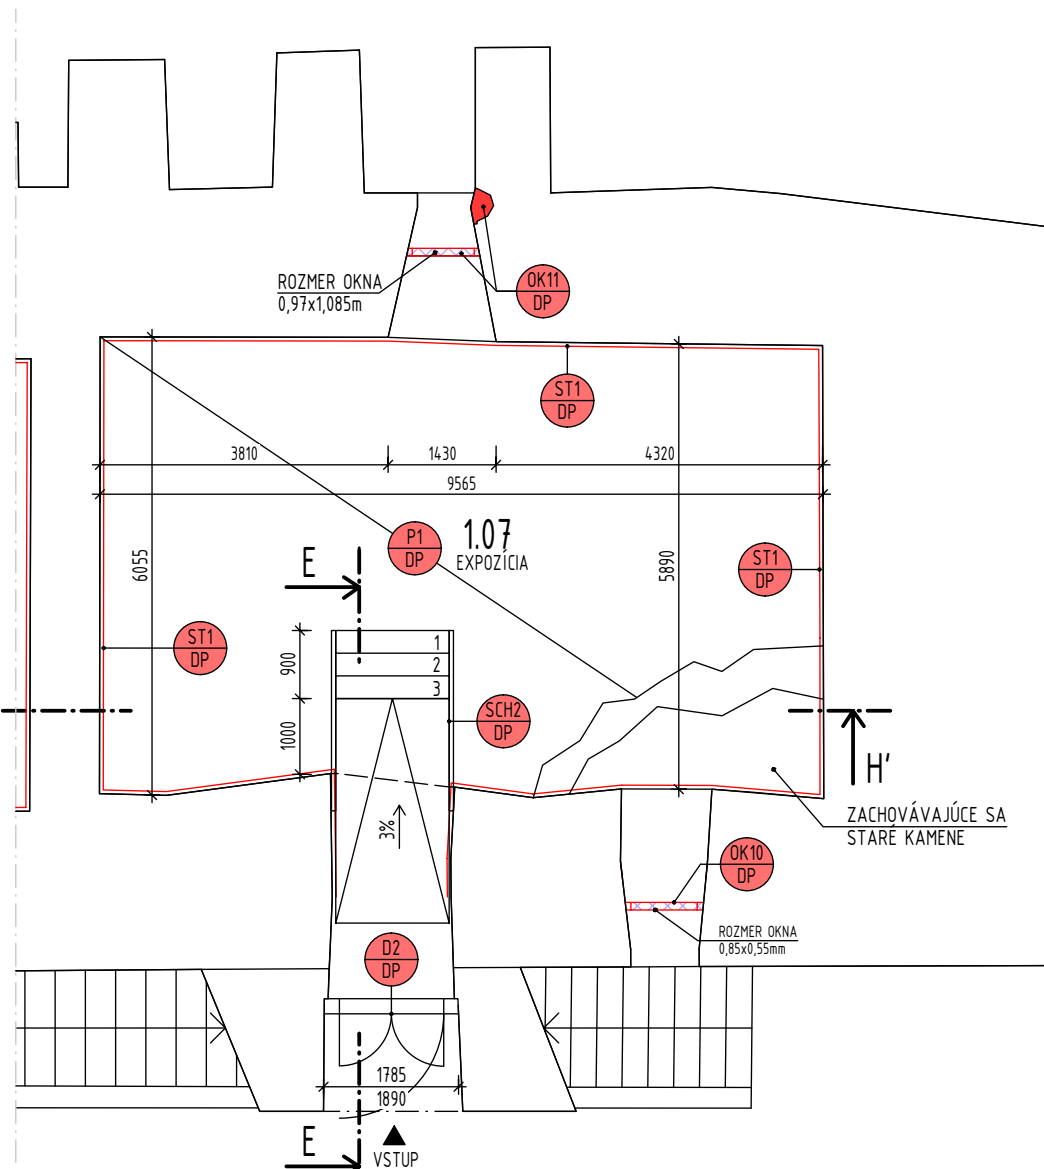 ROZMER OKNA
0,97x1,085m
OK11
DP
ST1
DP
3810
1430
4320
9565
P1
DP
1.07
EXPOZÍCIA
6055
5890
E
ST1
DP
ST1
DP
900
1
2
3
1000
SCH2
DP
H'
3%
ZACHOVÁVAJÚCE SA
STARÉ KAMENE
OK10
DP
ROZMER OKNA
0,85x0,55mm
D2
DP
1785
1890
E
VSTUP